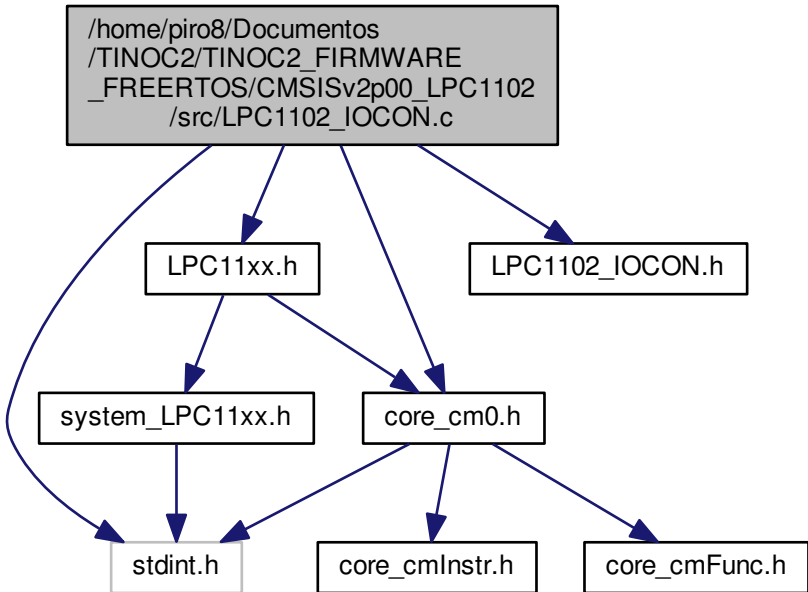 /home/piro8/Documentos
/TINOC2/TINOC2_FIRMWARE
_FREERTOS/CMSISv2p00_LPC1102
/src/LPC1102_IOCON.c
LPC11xx.h
LPC1102_IOCON.h
system_LPC11xx.h
core_cm0.h
stdint.h
core_cmInstr.h
core_cmFunc.h